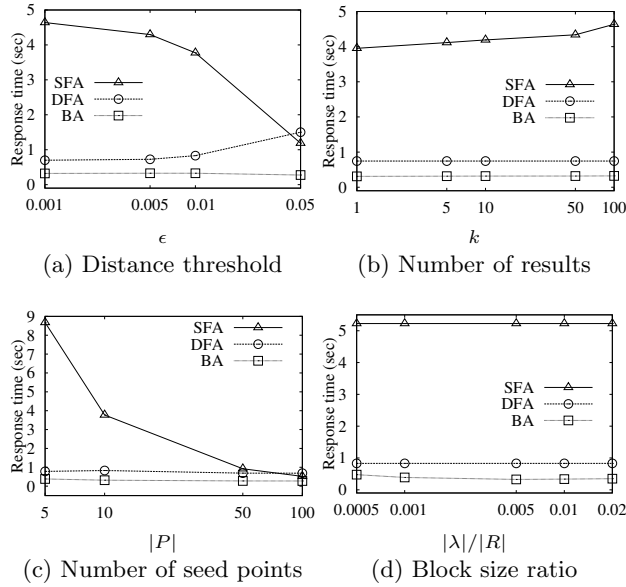 Response time (sec)
5
4
3
2
1
0
SFA
DFA
BA
0.001
0.005
0.01
0.05
ϵ
(a) Distance threshold
Response time (sec)
5
4
3
2
1
0
SFA
DFA
BA
1
5
10
50
100
k
(b) Number of results
Response time (sec)
9
8
7
6
5
4
3
2
1
0
SFA
DFA
BA
5
10
50
100
|P|
(c) Number of seed points
Response time (sec)
5
4
3
2
1
0
SFA
DFA
BA
0.0005
0.001
0.005
0.01
0.02
|λ|/|R|
(d) Block size ratio